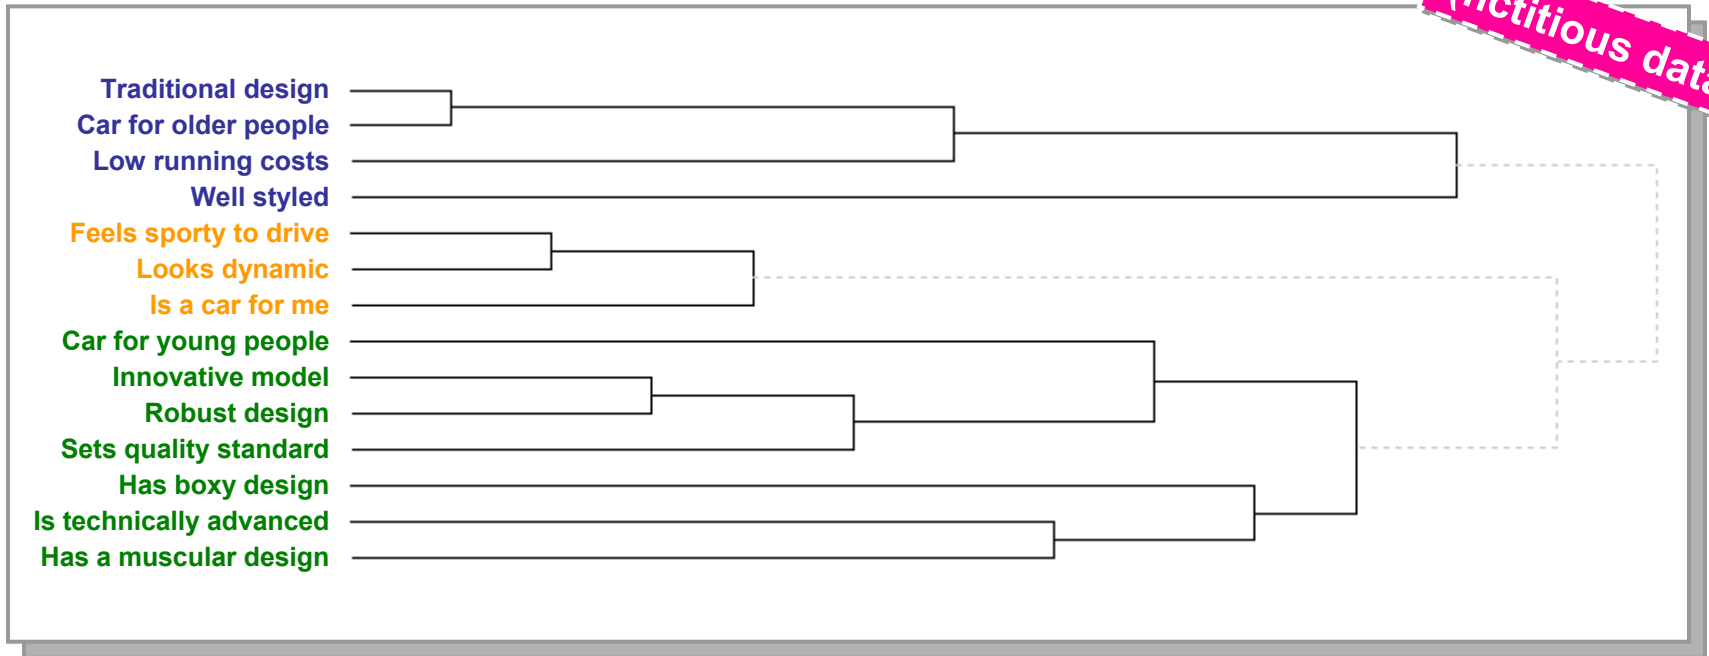 Traditional design
Car for older people
Low running costs
Well styled
Feels sporty to drive
Looks dynamic
Is a car for me
Car for young people
Innovative model
Robust design
Sets quality standard
Has boxy design
Is technically advanced
Has a muscular design
data